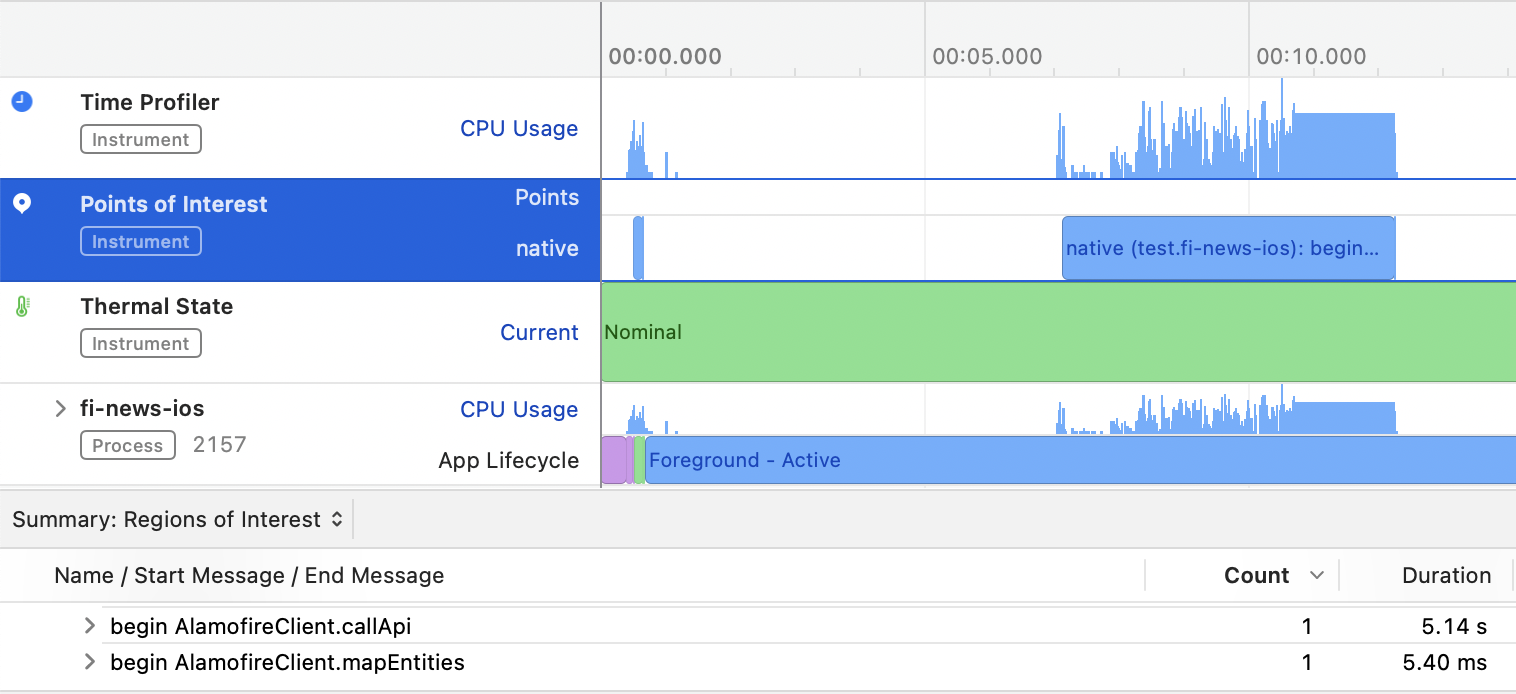 00:00.000 00:05.000 00:10.000
Time Profiler
Instrument
CPU Usage
Points of Interest
Instrument
Points
native
native (test.fi-news-ios): begin...
Thermal State
Instrument
Current
Nominal
fi-news-ios
Process 2157
CPU Usage
App Lifecycle
Foreground - Active
Summary: Regions of Interest
Name / Start Message / End Message Count Duration
begin AlamofireClient.callApi 1 5.14 s
begin AlamofireClient.mapEntities 1 5.40 ms